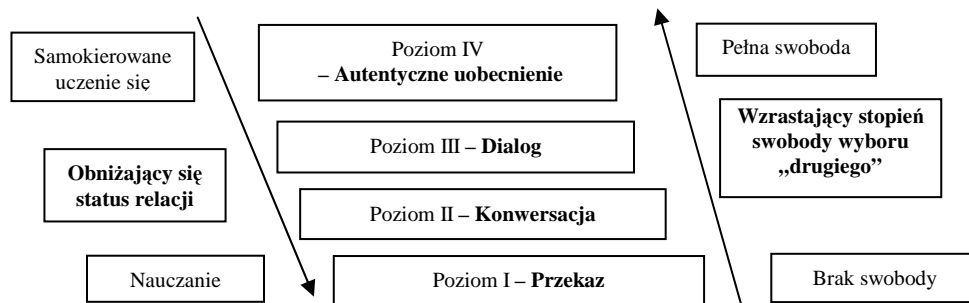 Samokierowane
uczenie się
Poziom IV
– Autentyczne uobecnienie
Pełna swoboda
Poziom III – Dialog
Wzrastający stopień
swobody wyboru
„drugiego”
Obniżający się
status relacji
Poziom II – Konwersacja
Nauczanie
Poziom I – Przekaz
Brak swobody